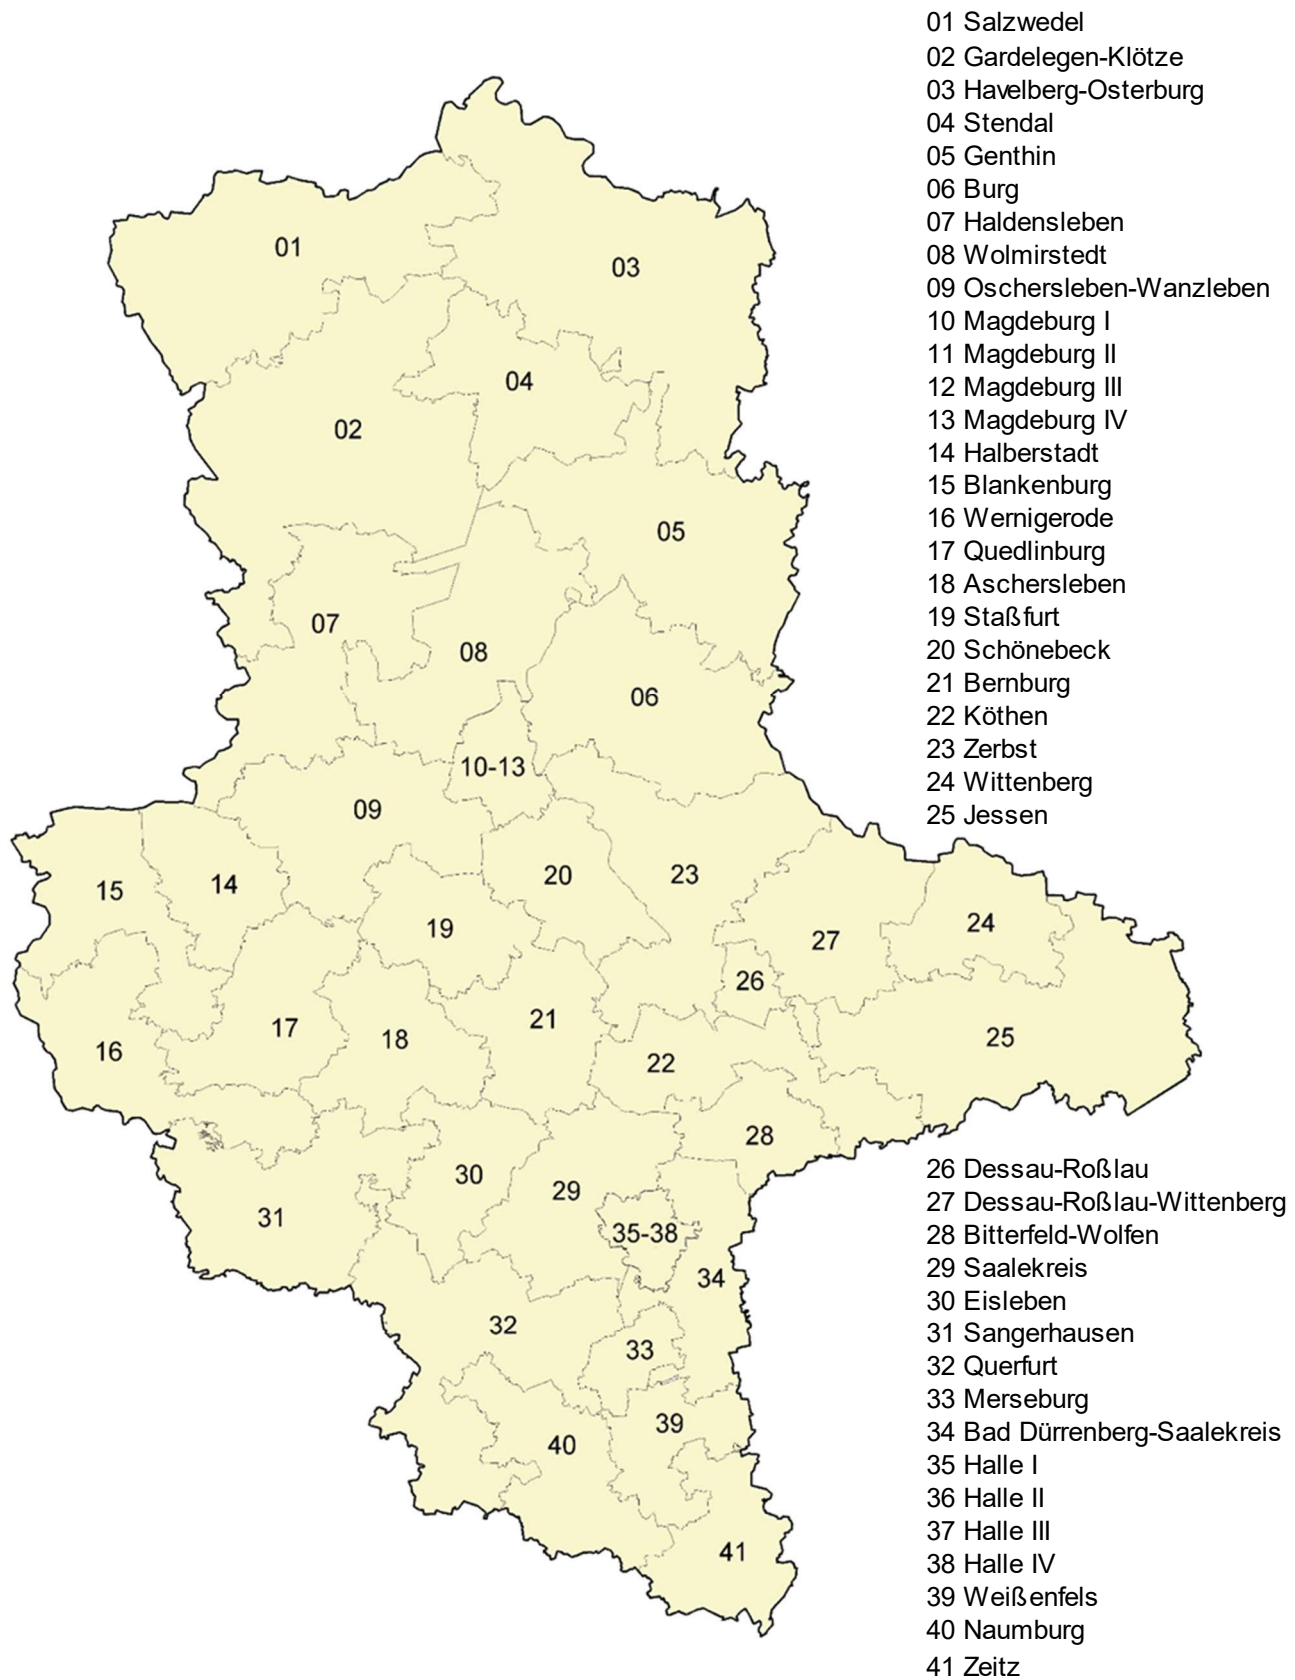 01 Salzwedel
02 Gardelegen-Klötze
03 Havelberg-Osterburg
04 Stendal
05 Genthin
06 Burg
07 Haldensleben
08 Wolmirstedt
09 Oschersleben-Wanzleben
10 Magdeburg I
11 Magdeburg II
12 Magdeburg III
13 Magdeburg IV
14 Halberstadt
15 Blankenburg
16 Wernigerode
17 Quedlinburg
18 Aschersleben
19 Staßfurt
20 Schönebeck
21 Bernburg
22 Köthen
23 Zerbst
24 Wittenberg
25 Jessen
26 Dessau-Roßlau
27 Dessau-Roßlau-Wittenberg
28 Bitterfeld-Wolfen
29 Saalekreis
30 Eisleben
31 Sangerhausen
32 Querfurt
33 Merseburg
34 Bad Dürrenberg-Saalekreis
35 Halle I
36 Halle II
37 Halle III
38 Halle IV
39 Weißenfels
40 Naumburg
41 Zeitz
01
03
04
02
05
07
08
06
10-13
09
15
14
20
23
19
27
24
26
16
17
18
21
22
25
28
30
29
31
35-38
34
32
33
39
40
41